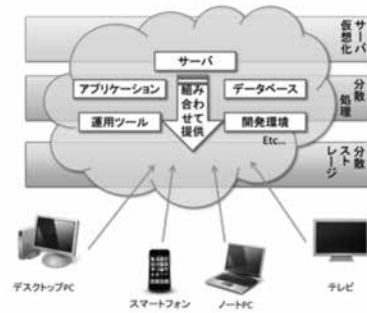 サーバ
仮想化
サーバ
アプリケーション
組み
合わ
せて
提供
データベース
分散
処理
運用ツール
開発環境
Etc...
分散
スト
レージ
デスクトップPC
スマートフォン
ノートPC
テレビ